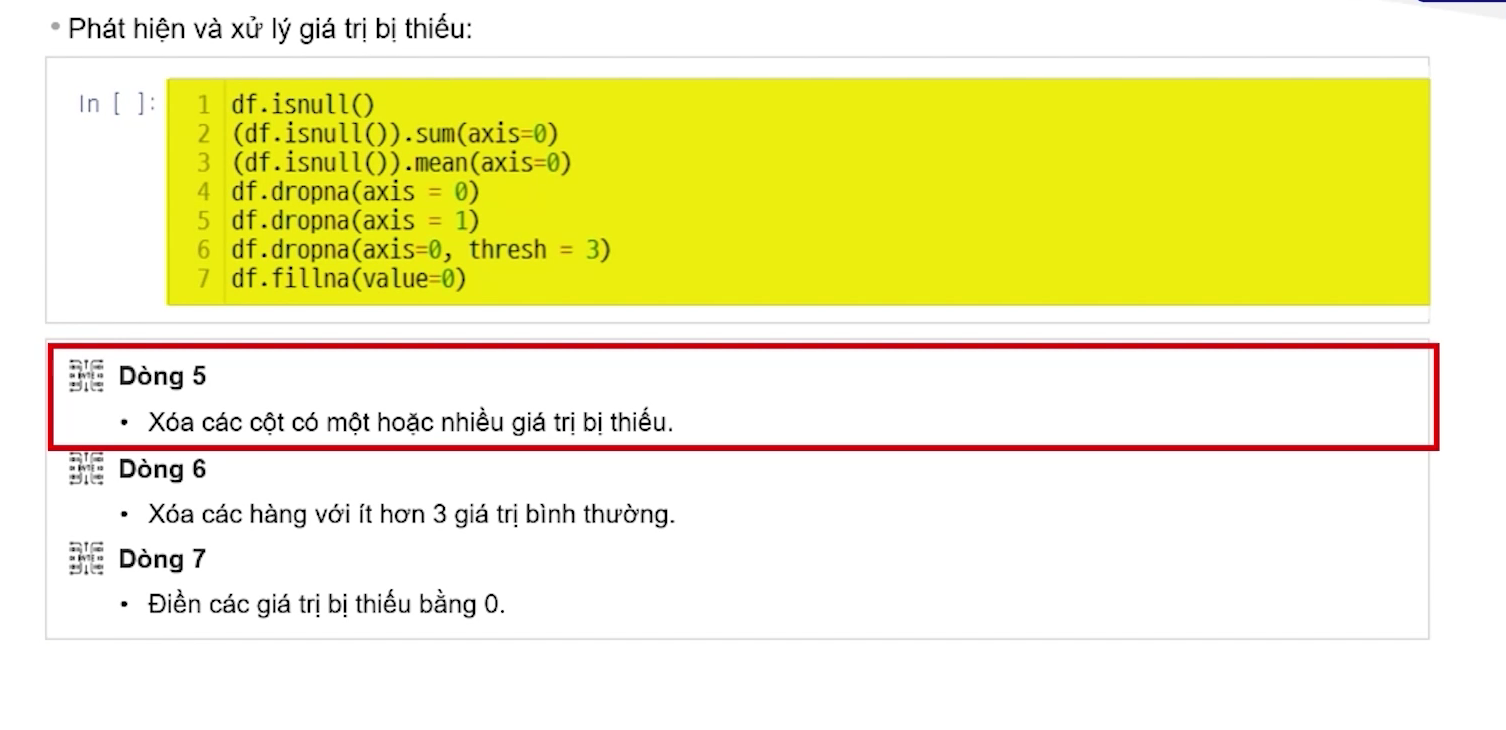 • Phát hiện và xử lý giá trị bị thiếu:
In [ ]:
1 df.isnull()
2 (df.isnull()).sum(axis=0)
3 (df.isnull()).mean(axis=0)
4 df.dropna(axis = 0)
5 df.dropna(axis = 1)
6 df.dropna(axis=0, thresh = 3)
7 df.fillna(value=0)
Dòng 5
• Xóa các cột có một hoặc nhiều giá trị bị thiếu.
Dòng 6
• Xóa các hàng với ít hơn 3 giá trị bình thường.
Dòng 7
• Điền các giá trị bị thiếu bằng 0.